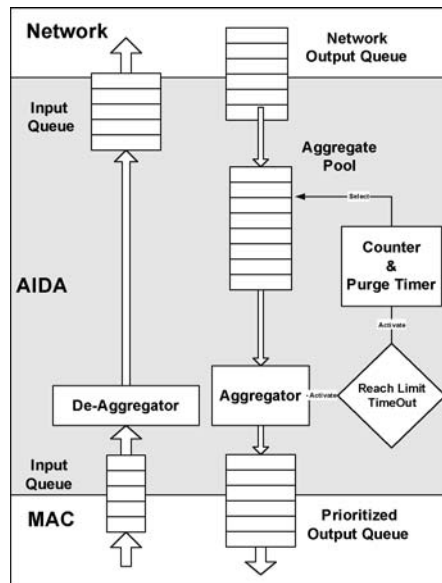 Network
Network
Output Queue
Input
Queue
Aggregate
Pool
Select
Counter
&
Purge Timer
AIDA
Activate
De-Aggregator
Aggregator
Activate
Reach Limit
TimeOut
Input
Queue
MAC
Prioritized
Output Queue